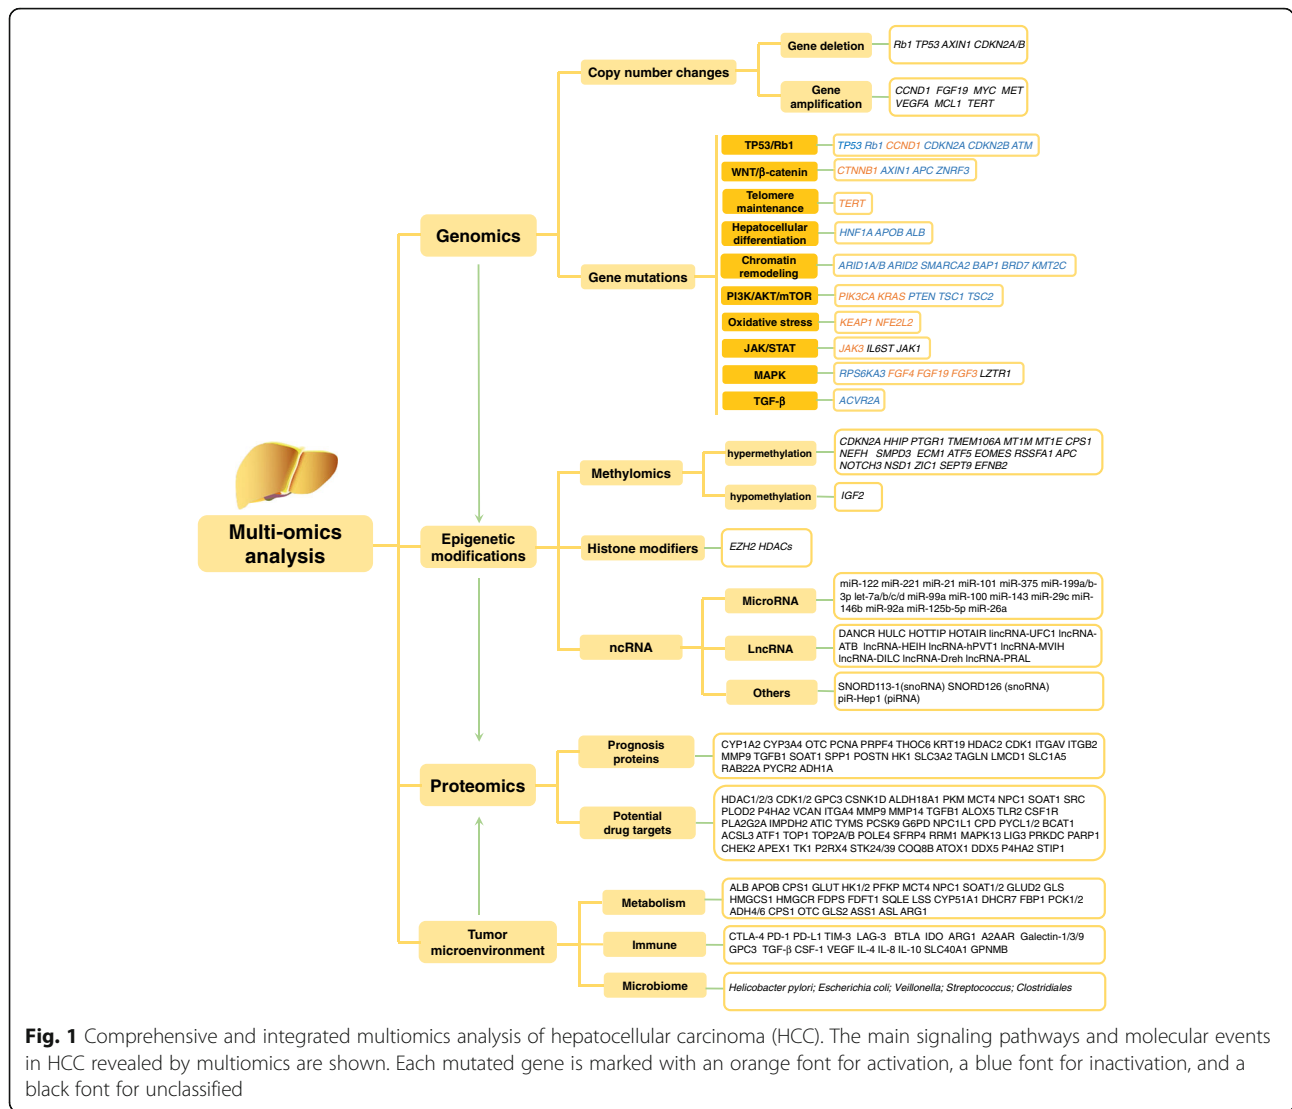 Gene deletion
Rb1 TP53 AXIN1 CDKN2A/B
Copy number changes
Gene
amplification
CCND1 FGF19 MYC MET
VEGFA MCL1 TERT
Genomics
Gene mutations
TP53/Rb1
TP53 Rb1 CCND1 CDKN2A CDKN2B ATM
WNT/β-catenin
CTNNB1 AXIN1 APC ZNRF3
Telomere
maintenance
TERT
Hepatocellular
differentiation
HNF1A APOB ALB
Chromatin
remodeling
ARID1A/B ARID2 SMARCA2 BAP1 BRD7 KMT2C
PI3K/AKT/mTOR
PIK3CA KRAS PTEN TSC1 TSC2
Oxidative stress
KEAP1 NFE2L2
JAK/STAT
JAK3 IL6ST JAK1
MAPK
RPS6KA3 FGF4 FGF19 FGF3 LZTR1
TGF-β
ACVR2A
Multi-omics
analysis
Epigenetic
modifications
Methylomics
hypermethylation
CDKN2A HHIP PTGR1 TMEM106A MT1M MT1E CPS1
NEFH SMPD3 ECM1 ATF5 EOMES RSSFA1 APC
NOTCH3 NSD1 ZIC1 SEPT9 EFNB2
hypomethylation
IGF2
Histone modifiers
EZH2 HDACs
ncRNA
MicroRNA
miR-122 miR-221 miR-21 miR-101 miR-375 miR-199a/b-
3p let-7a/b/c/d miR-99a miR-100 miR-143 miR-29c miR-
146b miR-92a miR-125b-5p miR-26a
LncRNA
DANCR HULC HOTTIP HOTAIR lincRNA-UFC1 lncRNA-
ATB lncRNA-HEIH lncRNA-hPVT1 lncRNA-MVIH
lncRNA-DILC lncRNA-Dreh lncRNA-PRAL
Others
SNORD113-1(snoRNA) SNORD126 (snoRNA)
piR-Hep1 (piRNA)
Proteomics
Prognosis
proteins
CYP1A2 CYP3A4 OTC PCNA PRPF4 THOC6 KRT19 HDAC2 CDK1 ITGAV ITGB2
MMP9 TGFB1 SOAT1 SPP1 POSTN HK1 SLC3A2 TAGLN LMCD1 SLC1A5
RAB22A PYCR2 ADH1A
Potential
drug targets
HDAC1/2/3 CDK1/2 GPC3 CSNK1D ALDH18A1 PKM MCT4 NPC1 SOAT1 SRC
PLOD2 P4HA2 VCAN ITGA4 MMP9 MMP14 TGFB1 ALOX5 TLR2 CSF1R
PLA2G2A IMPDH2 ATIC TYMS PCSK9 G6PD NPC1L1 CPD PYCL1/2 BCAT1
ACSL3 ATF1 TOP1 TOP2A/B POLE4 SFRP4 RRM1 MAPK13 LIG3 PRKDC PARP1
CHEK2 APEX1 TK1 P2RX4 STK24/39 COQ8B ATOX1 DDX5 P4HA2 STIP1
Tumor
microenvironment
Metabolism
ALB APOB CPS1 GLUT HK1/2 PFKP MCT4 NPC1 SOAT1/2 GLUD2 GLS
HMGCS1 HMGCR FDPS FDFT1 SQLE LSS CYP51A1 DHCR7 FBP1 PCK1/2
ADH4/6 CPS1 OTC GLS2 ASS1 ASL ARG1
Immune
CTLA-4 PD-1 PD-L1 TIM-3 LAG-3 BTLA IDO ARG1 A2AAR Galectin-1/3/9
GPC3 TGF-β CSF-1 VEGF IL-4 IL-8 IL-10 SLC40A1 GPNMB
Microbiome
Helicobacter pylori; Escherichia coli; Veillonella; Streptococcus; Clostridiales
Fig. 1 Comprehensive and integrated multiomics analysis of hepatocellular carcinoma (HCC). The main signaling pathways and molecular events
in HCC revealed by multiomics are shown. Each mutated gene is marked with an orange font for activation, a blue font for inactivation, and a
black font for unclassified